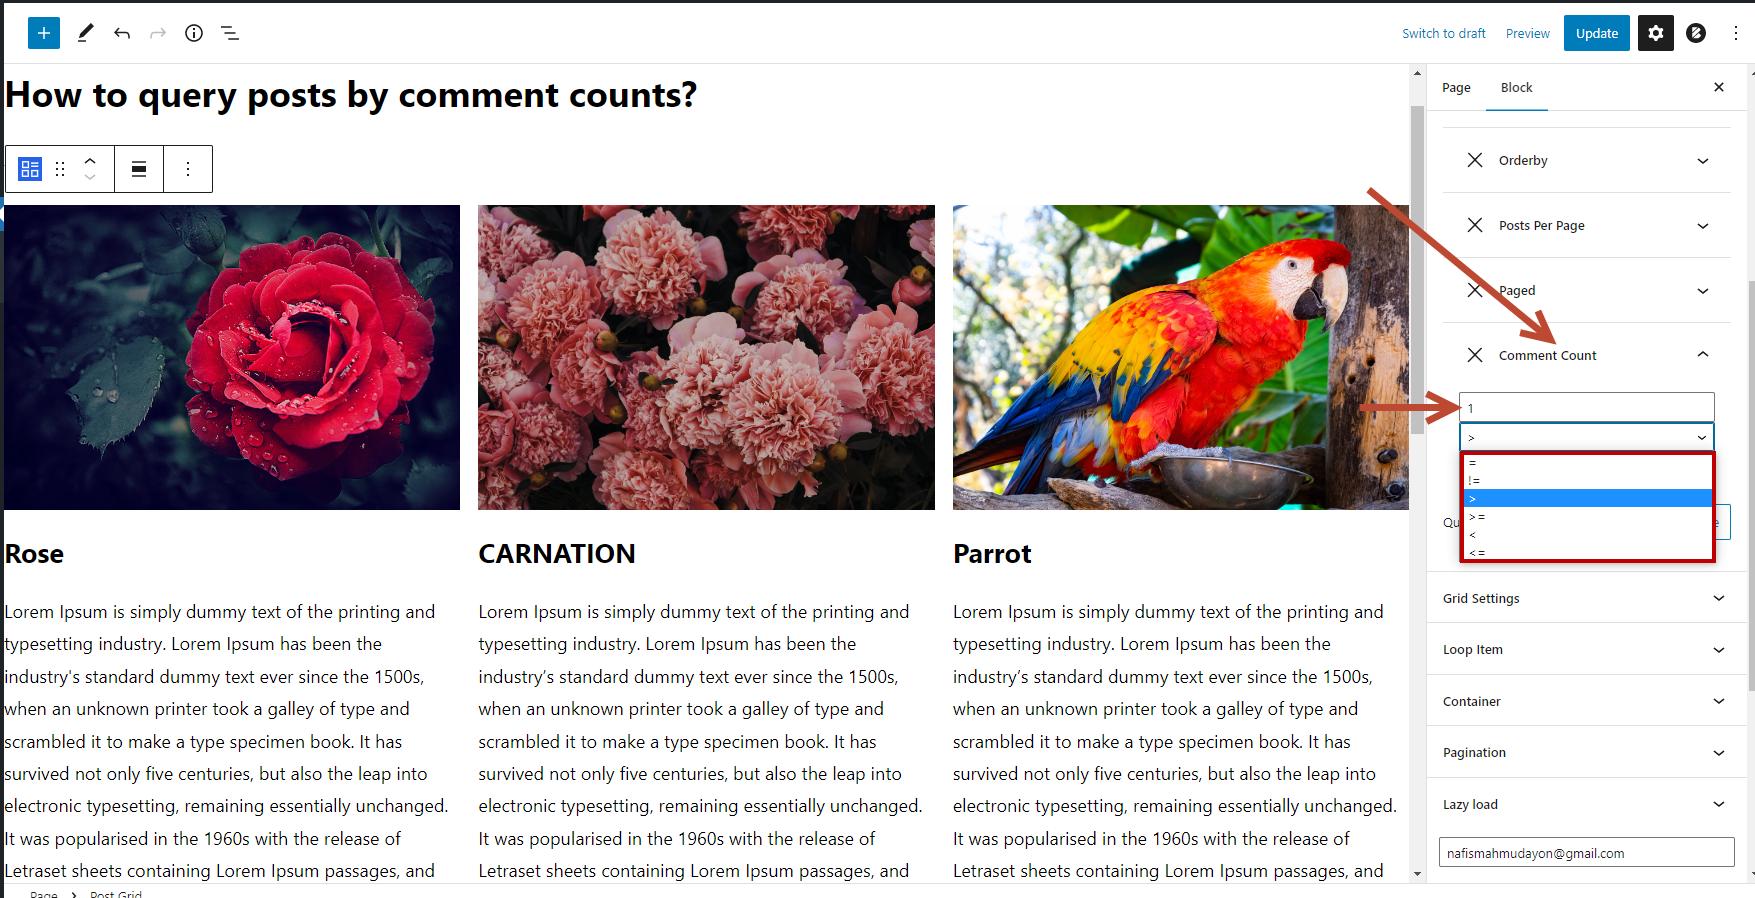 Switch to draft
Preview
Update
How to query posts by comment counts?
Rose
Lorem Ipsum is simply dummy text of the printing and
typesetting industry. Lorem Ipsum has been the
industry's standard dummy text ever since the 1500s,
when an unknown printer took a galley of type and
scrambled it to make a type specimen book. It has
survived not only five centuries, but also the leap into
electronic typesetting, remaining essentially unchanged.
It was popularised in the 1960s with the release of
Letraset sheets containing Lorem Ipsum passages, and
CARNATION
Lorem Ipsum is simply dummy text of the printing and
typesetting industry. Lorem Ipsum has been the
industry’s standard dummy text ever since the 1500s,
when an unknown printer took a galley of type and
scrambled it to make a type specimen book. It has
survived not only five centuries, but also the leap into
electronic typesetting, remaining essentially unchanged.
It was popularised in the 1960s with the release of
Letraset sheets containing Lorem Ipsum passages, and
Parrot
Lorem Ipsum is simply dummy text of the printing and
typesetting industry. Lorem Ipsum has been the
industry’s standard dummy text ever since the 1500s,
when an unknown printer took a galley of type and
scrambled it to make a type specimen book. It has
survived not only five centuries, but also the leap into
electronic typesetting, remaining essentially unchanged.
It was popularised in the 1960s with the release of
Letraset sheets containing Lorem Ipsum passages, and
Page
Block
Orderby
Posts Per Page
Paged
Comment Count
1
>
=
!=
>
>=
<
<=
Grid Settings
Loop Item
Container
Pagination
Lazy load
nafismahmudayon@gmail.com
Page
Post Grid